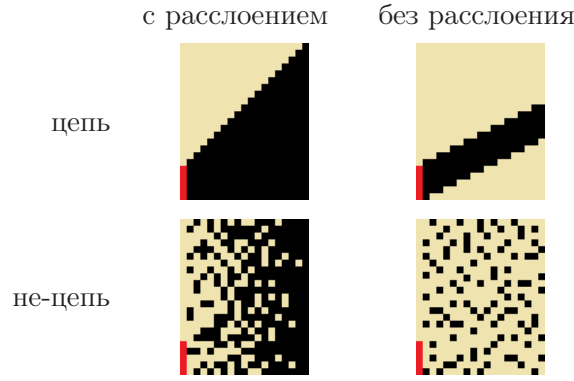 с расслоением
без расслоения
цепь
не-цепь